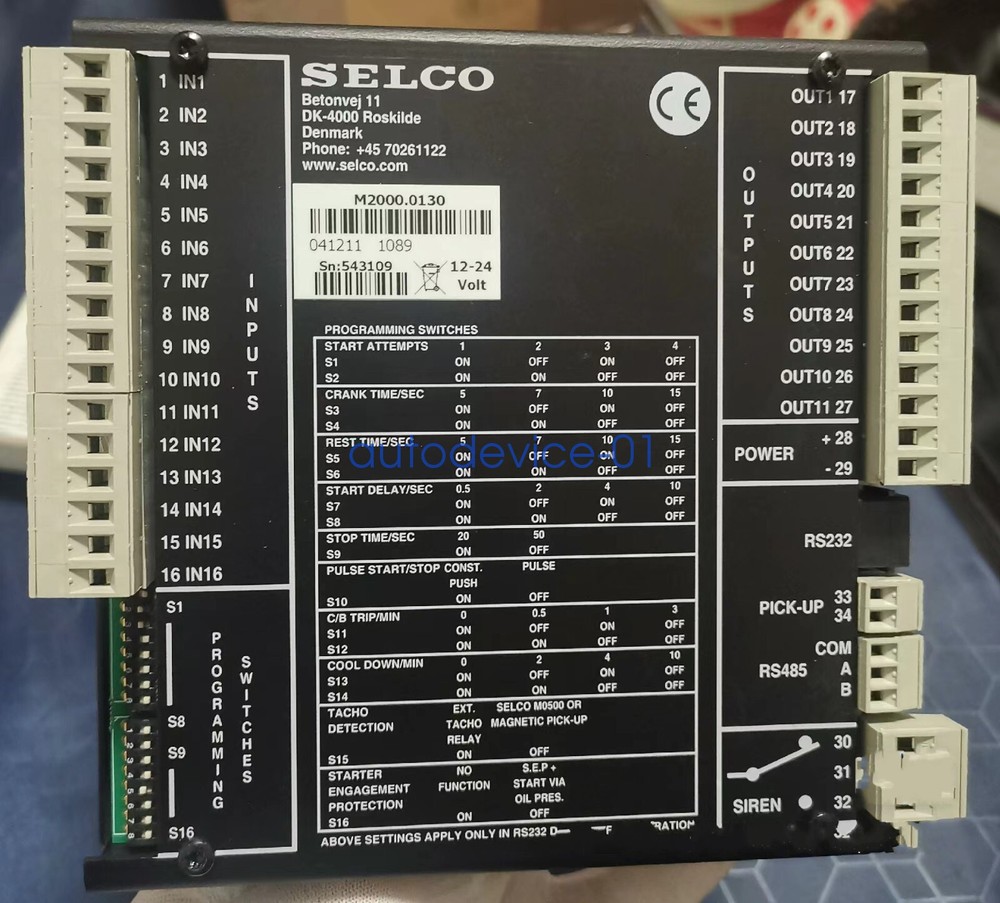 SELCO
Betonvej 11
DK-4000 Roskilde
Denmark
Phone: +45 70261122
www.selco.com
CE
M2000.0130
041211 1089
Sn:543109
12-24
Volt
1 IN1
2 IN2
3 IN3
4 IN4
5 IN5
6 IN6
7 IN7
8 IN8
9 IN9
10 IN10
11 IN11
12 IN12
13 IN13
14 IN14
15 IN15
16 IN16
INPUTS
S1
S8
S9
S16
PROGRAMMING
SWITCHES
PROGRAMMING SWITCHES
START ATTEMPTS 1 2 3 4
S1 ON OFF ON OFF
S2 ON ON OFF OFF
CRANK TIME/SEC 5 7 10 15
S3 ON OFF ON OFF
S4 ON ON OFF OFF
REST TIME/SEC 5 7 10 15
S5 ON OFF ON OFF
S6 ON ON OFF OFF
START DELAY/SEC 0.5 2 4 10
S7 ON OFF ON OFF
S8 ON ON OFF OFF
STOP TIME/SEC 20 50
S9 ON OFF
PULSE START/STOP CONST. PULSE
PUSH
S10 ON OFF
C/B TRIP/MIN 0 0.5 1 3
S11 ON OFF ON OFF
S12 ON ON OFF OFF
COOL DOWN/MIN 0 2 4 10
S13 ON OFF ON OFF
S14 ON ON OFF OFF
TACHO EXT. SELCO M0500 OR
DETECTION TACHO MAGNETIC PICK-UP
RELAY
S15 ON OFF
STARTER NO S.E.P +
ENGAGEMENT FUNCTION START VIA
PROTECTION OIL PRES.
S16 ON OFF
ABOVE SETTINGS APPLY ONLY IN RS232
autodevice.01
OUT1 17
OUT2 18
OUT3 19
OUT4 20
OUT5 21
OUT6 22
OUT7 23
OUT8 24
OUT9 25
OUT10 26
OUT11 27
OUTPUTS
POWER
+ 28
- 29
RS232
PICK-UP
33
34
RS485
COM
A
B
30
31
32
SIREN